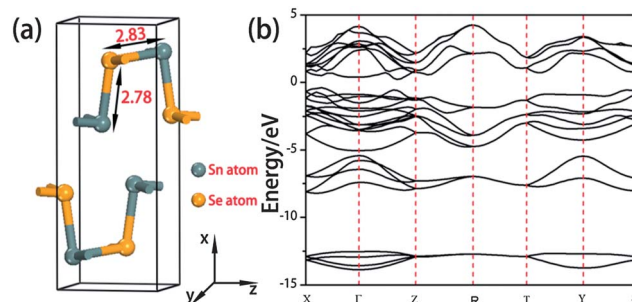 (a)
2.83
2.78
Sn atom
Se atom
x
y
z
(b)
Energy/eV
5
0
-5
-10
-15
X Γ Z R T Y